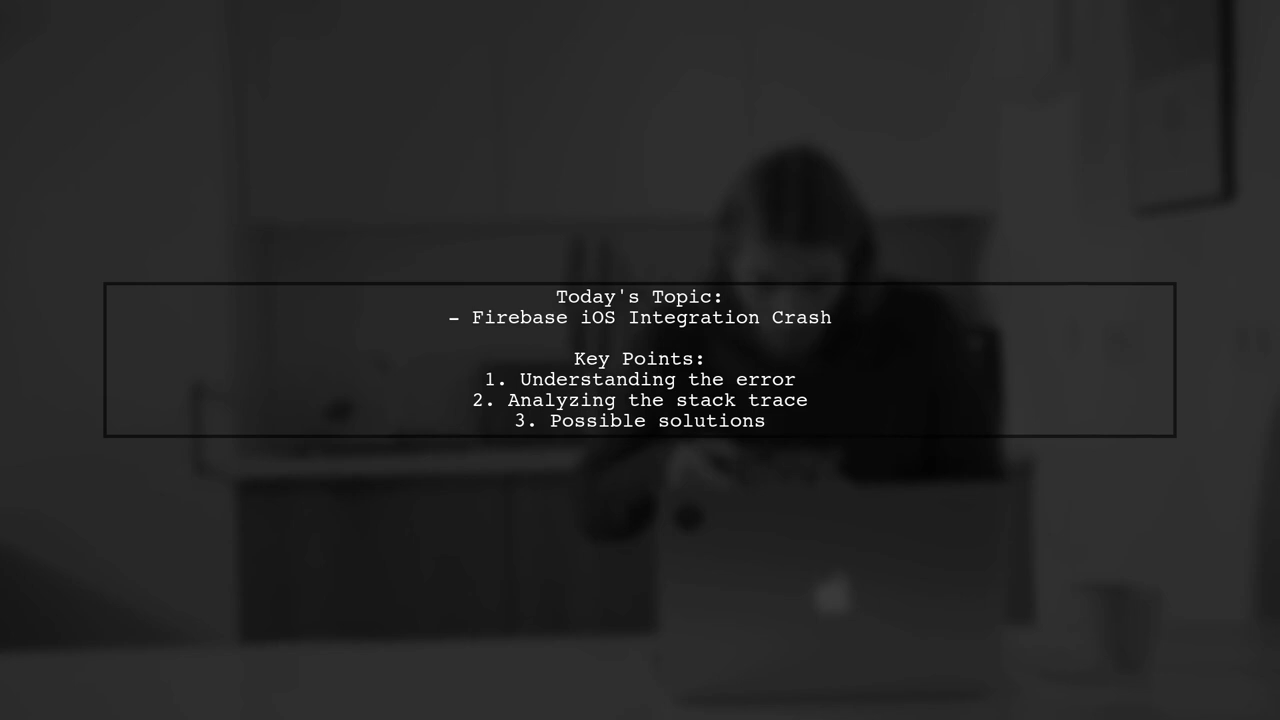 Today's Topic:
– Firebase iOS Integration Crash
Key Points:
1. Understanding the error
2. Analyzing the stack trace
3. Possible solutions